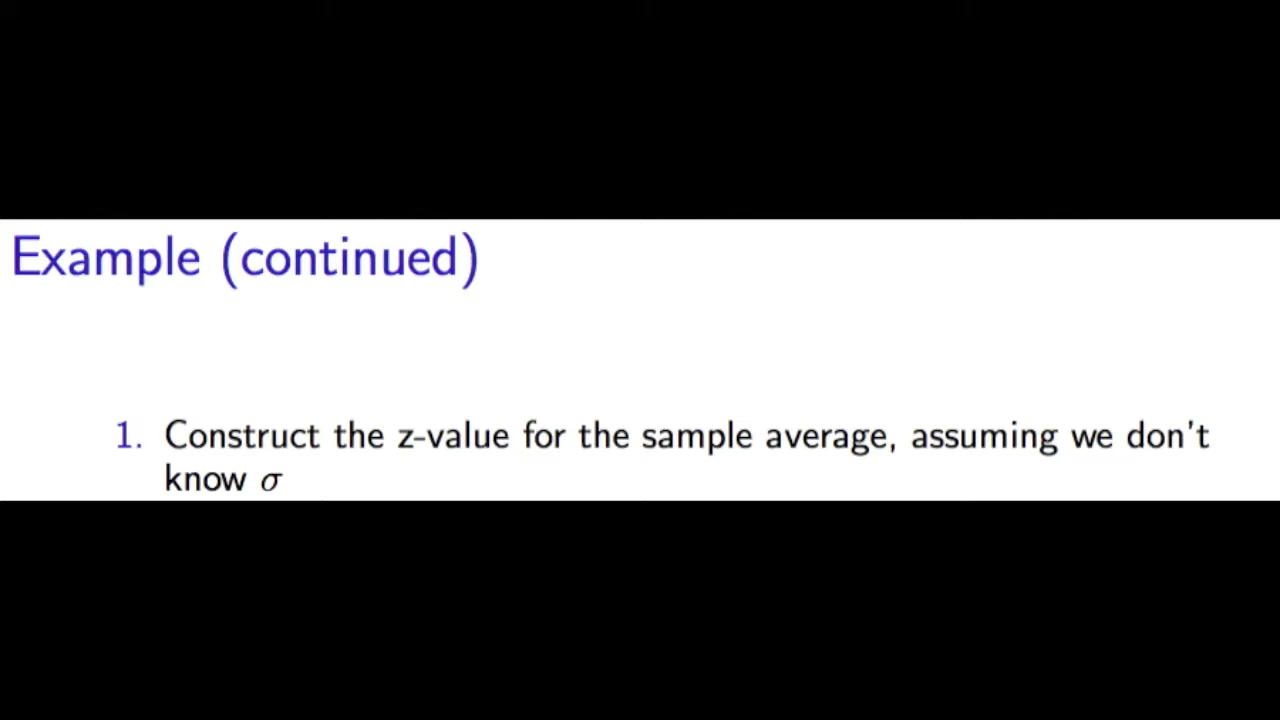 Example (continued)
1. Construct the z-value for the sample average, assuming we don't
know σ